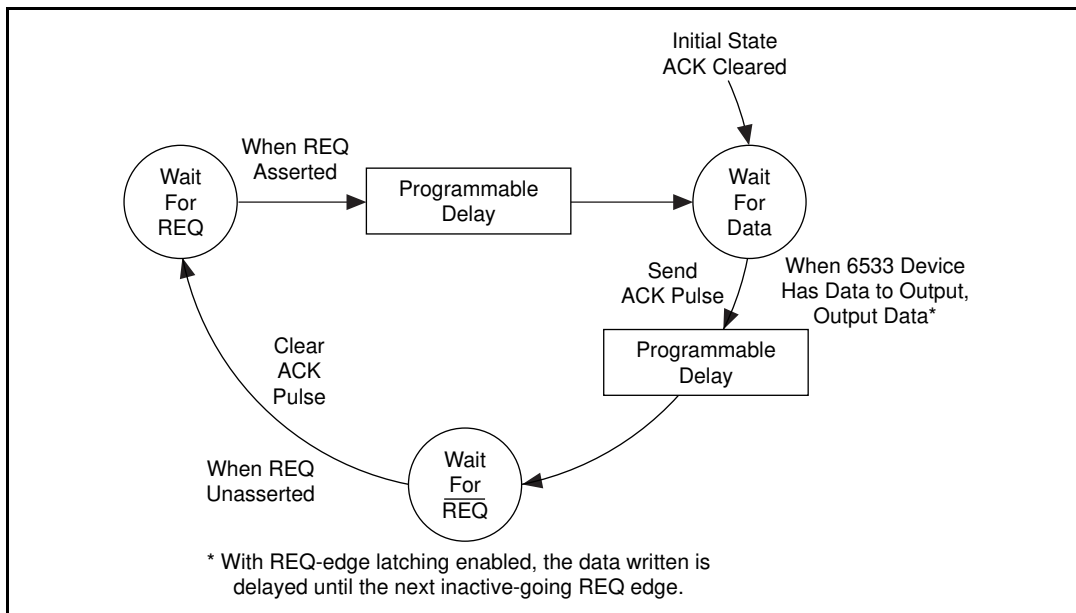 Initial State
ACK Cleared
When REQ
Asserted
Wait
For
REQ
Programmable
Delay
Wait
For
Data
Send
ACK Pulse
When 6533 Device
Has Data to Output,
Output Data*
Programmable
Delay
Clear
ACK
Pulse
When REQ
Unasserted
Wait
For
R̅E̅Q̅
* With REQ-edge latching enabled, the data written is
delayed until the next inactive-going REQ edge.